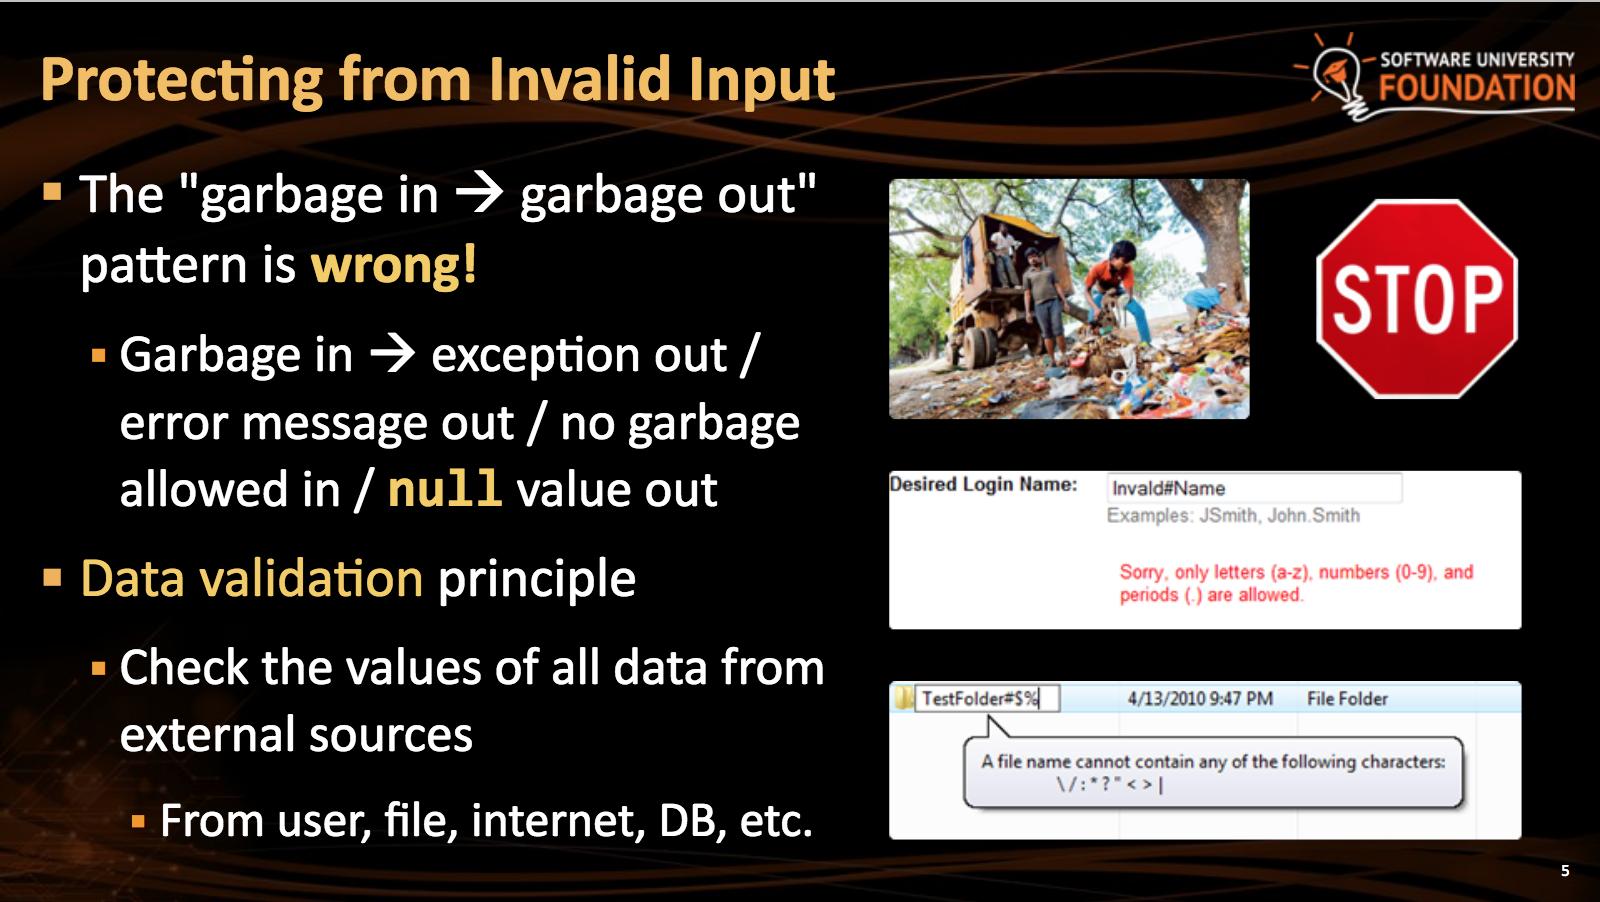 Protecting from Invalid Input
SOFTWARE UNIVERSITY
FOUNDATION
▪ The "garbage in → garbage out"
pattern is wrong!
▪ Garbage in → exception out /
error message out / no garbage
allowed in / null value out
▪ Data validation principle
▪ Check the values of all data from
external sources
▪ From user, file, internet, DB, etc.
STOP
Desired Login Name: Invald#Name
Examples: JSmith, John.Smith
Sorry, only letters (a-z), numbers (0-9), and
periods (.) are allowed.
TestFolder#$% 4/13/2010 9:47 PM File Folder
A file name cannot contain any of the following characters:
\ / : * ? " < > |
5